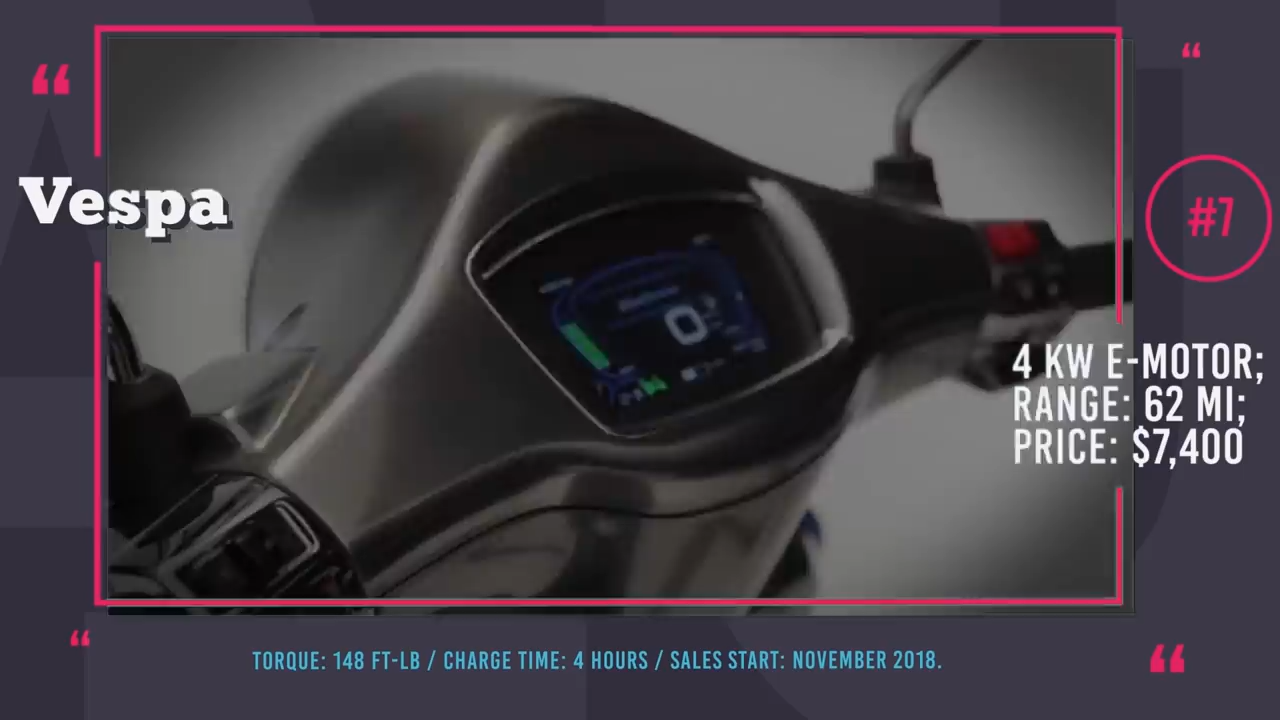 Vespa
#7
4 KW E-MOTOR;
RANGE: 62 MI;
PRICE: $7,400
0
TORQUE: 148 FT-LB / CHARGE TIME: 4 HOURS / SALES START: NOVEMBER 2018.